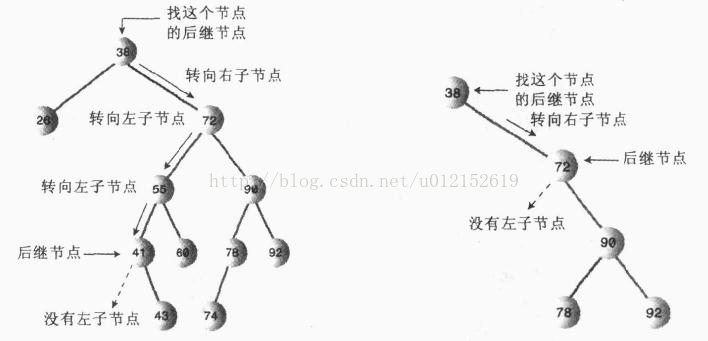 找这个节点
的后继节点
38
转向右子节点
26
转向左子节点
72
转向左子节点
55
90
后继节点
41
60
78
92
没有左子节点
43
74
38
找这个节点
的后继节点
转向右子节点
72
后继节点
没有左子节点
90
78
92
http://blog.csdn.net/u012152619